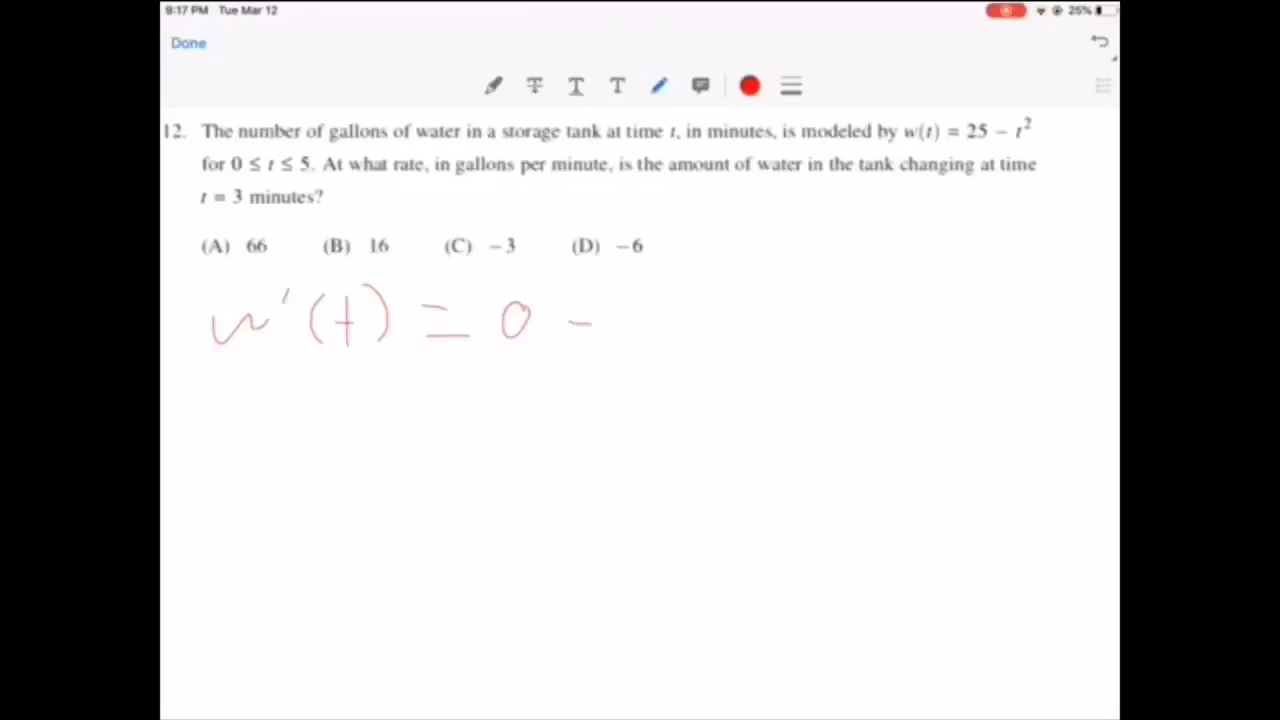 9:17 PM Tue Mar 12 25%
Done
T T T
12. The number of gallons of water in a storage tank at time t, in minutes, is modeled by w(t) = 25 − t²
for 0 ≤ t ≤ 5. At what rate, in gallons per minute, is the amount of water in the tank changing at time
t = 3 minutes?
(A) 66 (B) 16 (C) −3 (D) −6
w'(t) = 0 −